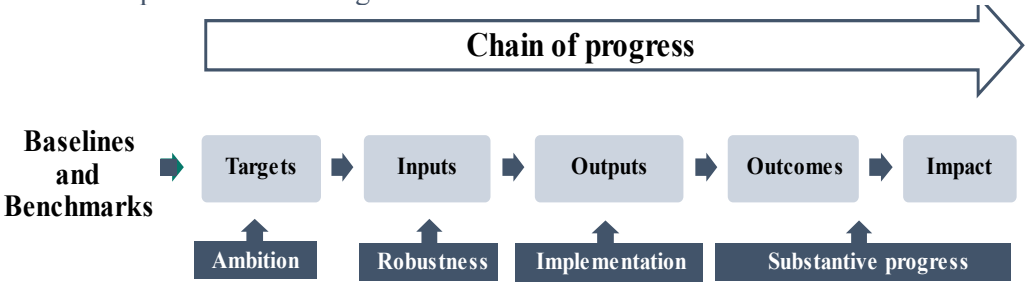 Chain of progress
Baselines
and
Benchmarks
Targets
Inputs
Outputs
Outcomes
Impact
Ambition
Robustness
Implementation
Substantive progress